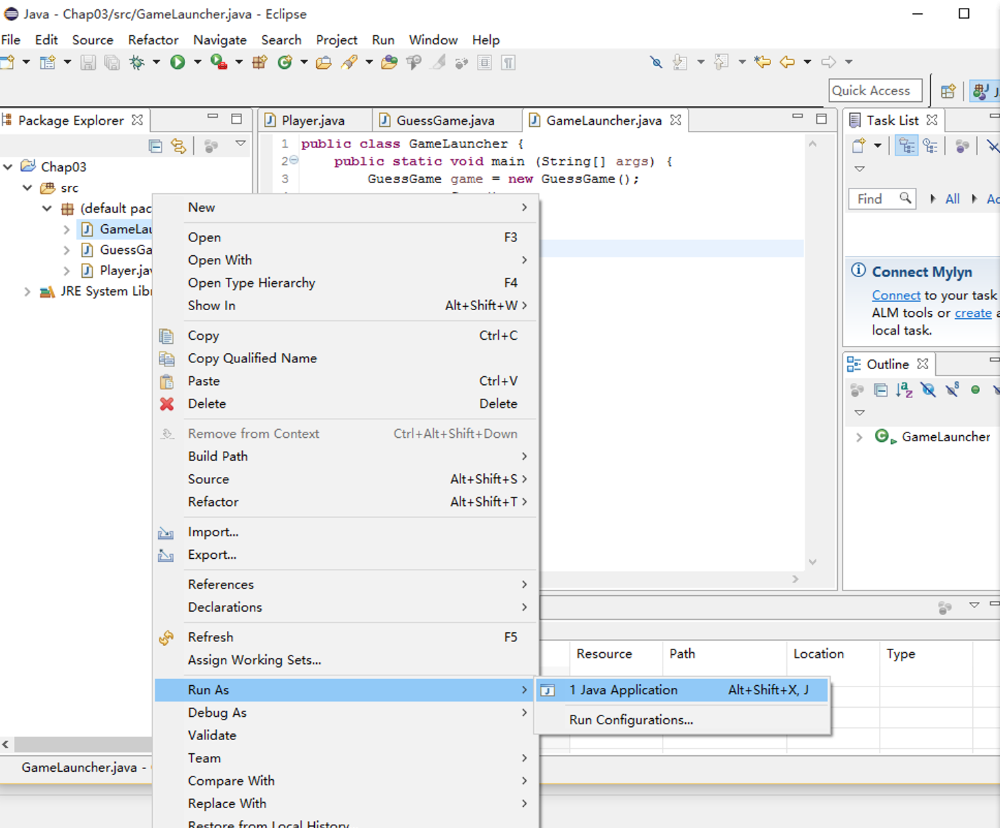 Java - Chap03/src/GameLauncher.java - Eclipse
File Edit Source Refactor Navigate Search Project Run Window Help
Quick Access
Package Explorer
Player.java GuessGame.java GameLauncher.java
Task List
1 public class GameLauncher {
2 public static void main (String[] args) {
3 GuessGame game = new GuessGame();
Chap03
src
(default pac
GameLau
GuessGa
Player.jav
JRE System Libr
Find All Ac
Connect Mylyn
Connect to your task
ALM tools or create a
local task.
Outline
GameLauncher
New
Open F3
Open With
Open Type Hierarchy F4
Show In Alt+Shift+W
Copy Ctrl+C
Copy Qualified Name
Paste Ctrl+V
Delete Delete
Remove from Context Ctrl+Alt+Shift+Down
Build Path
Source Alt+Shift+S
Refactor Alt+Shift+T
Import...
Export...
References
Declarations
Refresh F5
Assign Working Sets...
Run As
Debug As
Validate
Team
Compare With
Replace With
Restore from Local History...
1 Java Application Alt+Shift+X, J
Run Configurations...
Resource Path Location Type
GameLauncher.java -